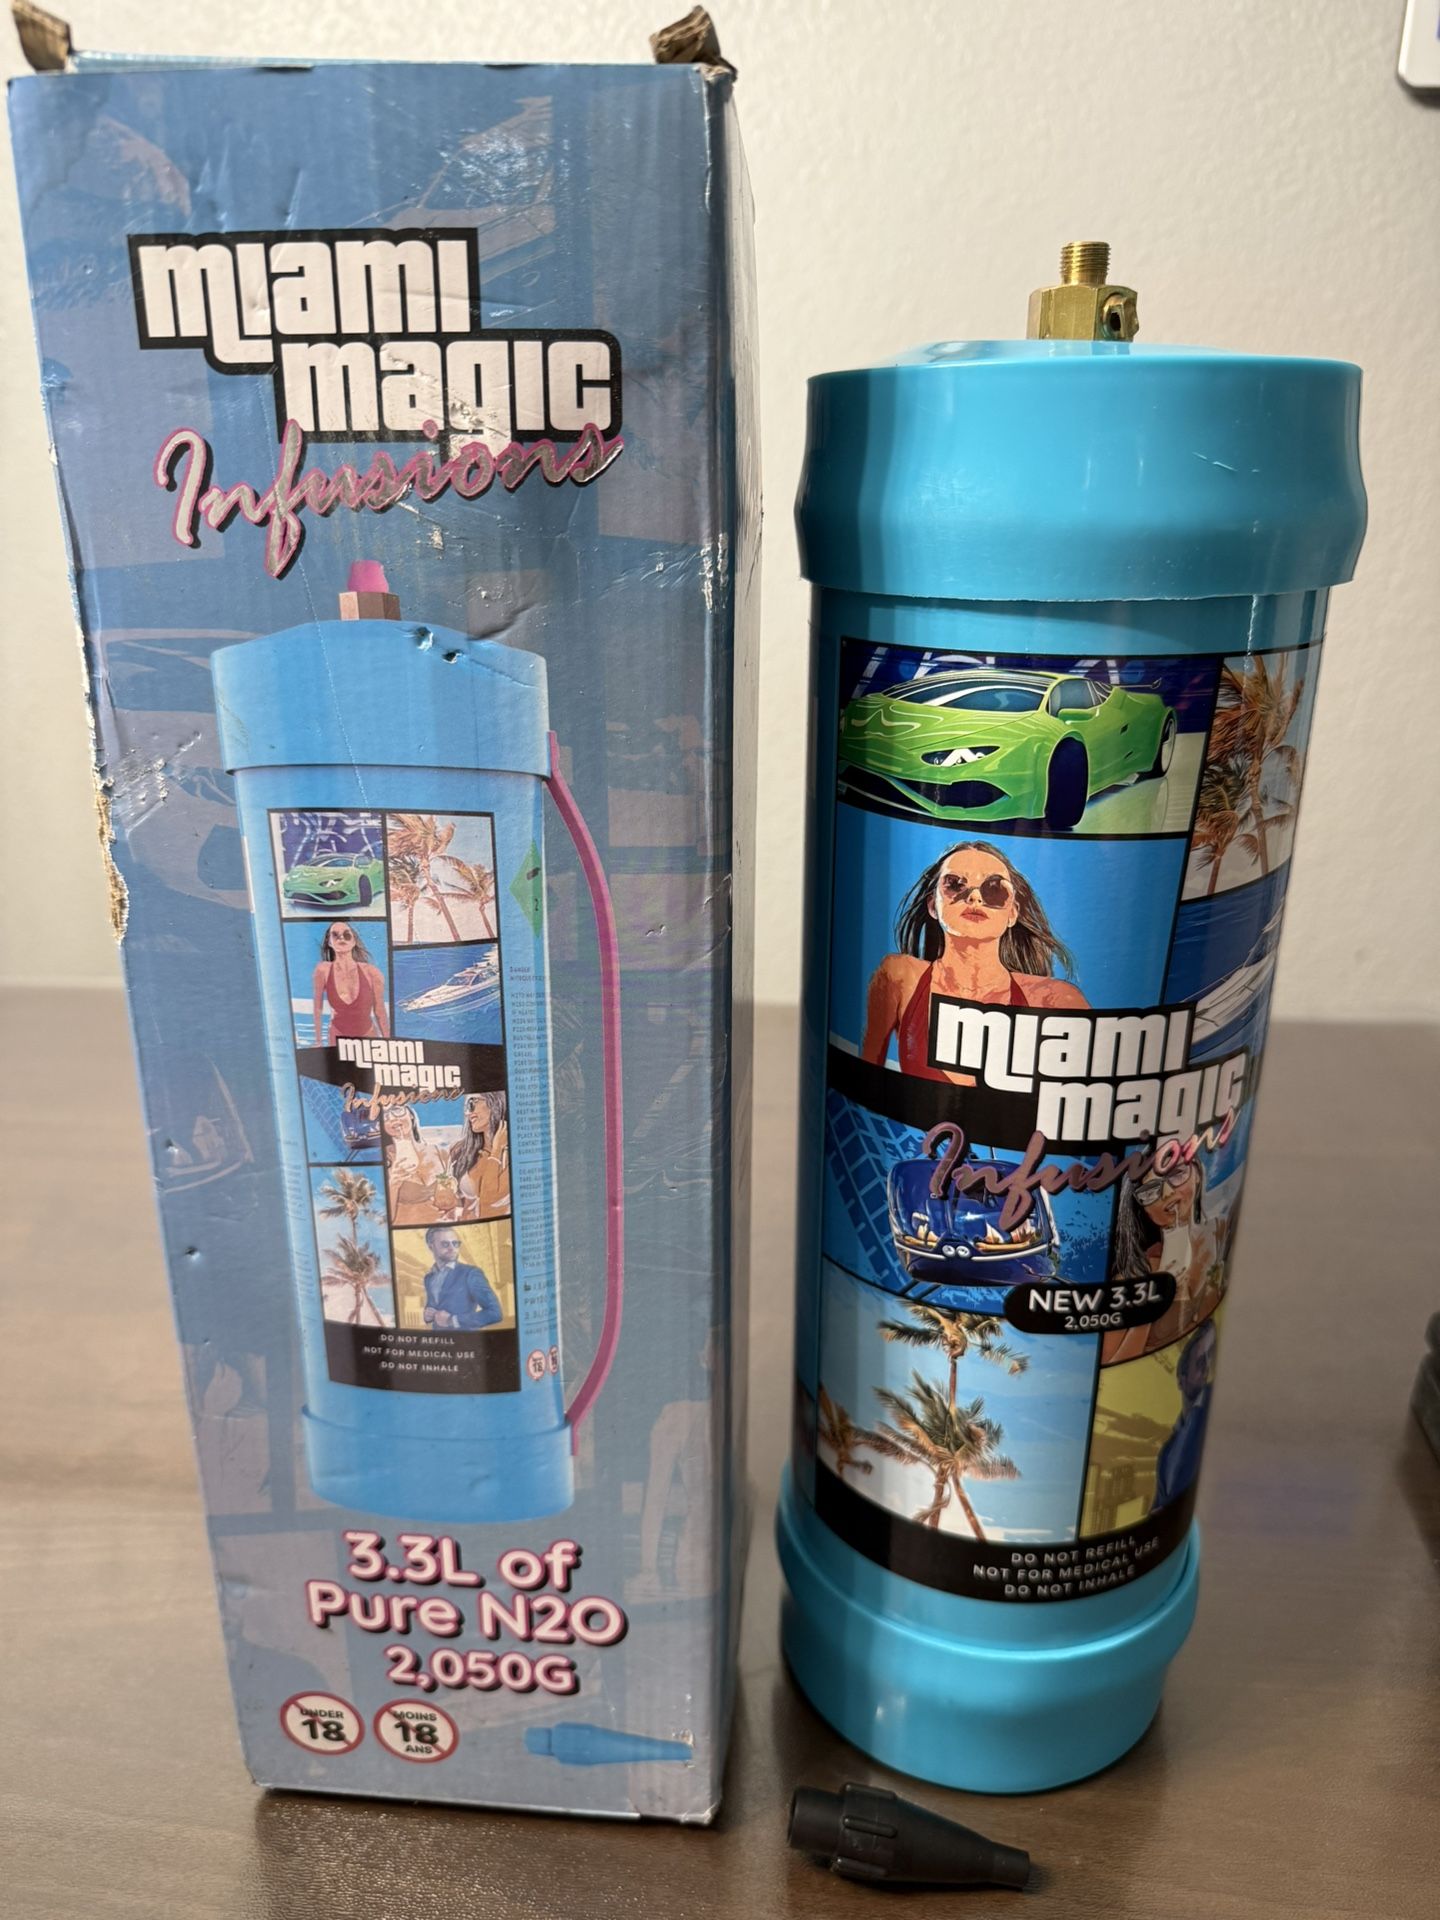 miami
magic
Infusions
miami
magic
Infusions
DO NOT REFILL
NOT FOR MEDICAL USE
DO NOT INHALE
3.3L of
Pure N2O
2,050G
UNDER
18
MOINS
18
ANS
miami
magic
Infusions
NEW 3.3L
2,050G
DO NOT REFILL
NOT FOR MEDICAL USE
DO NOT INHALE